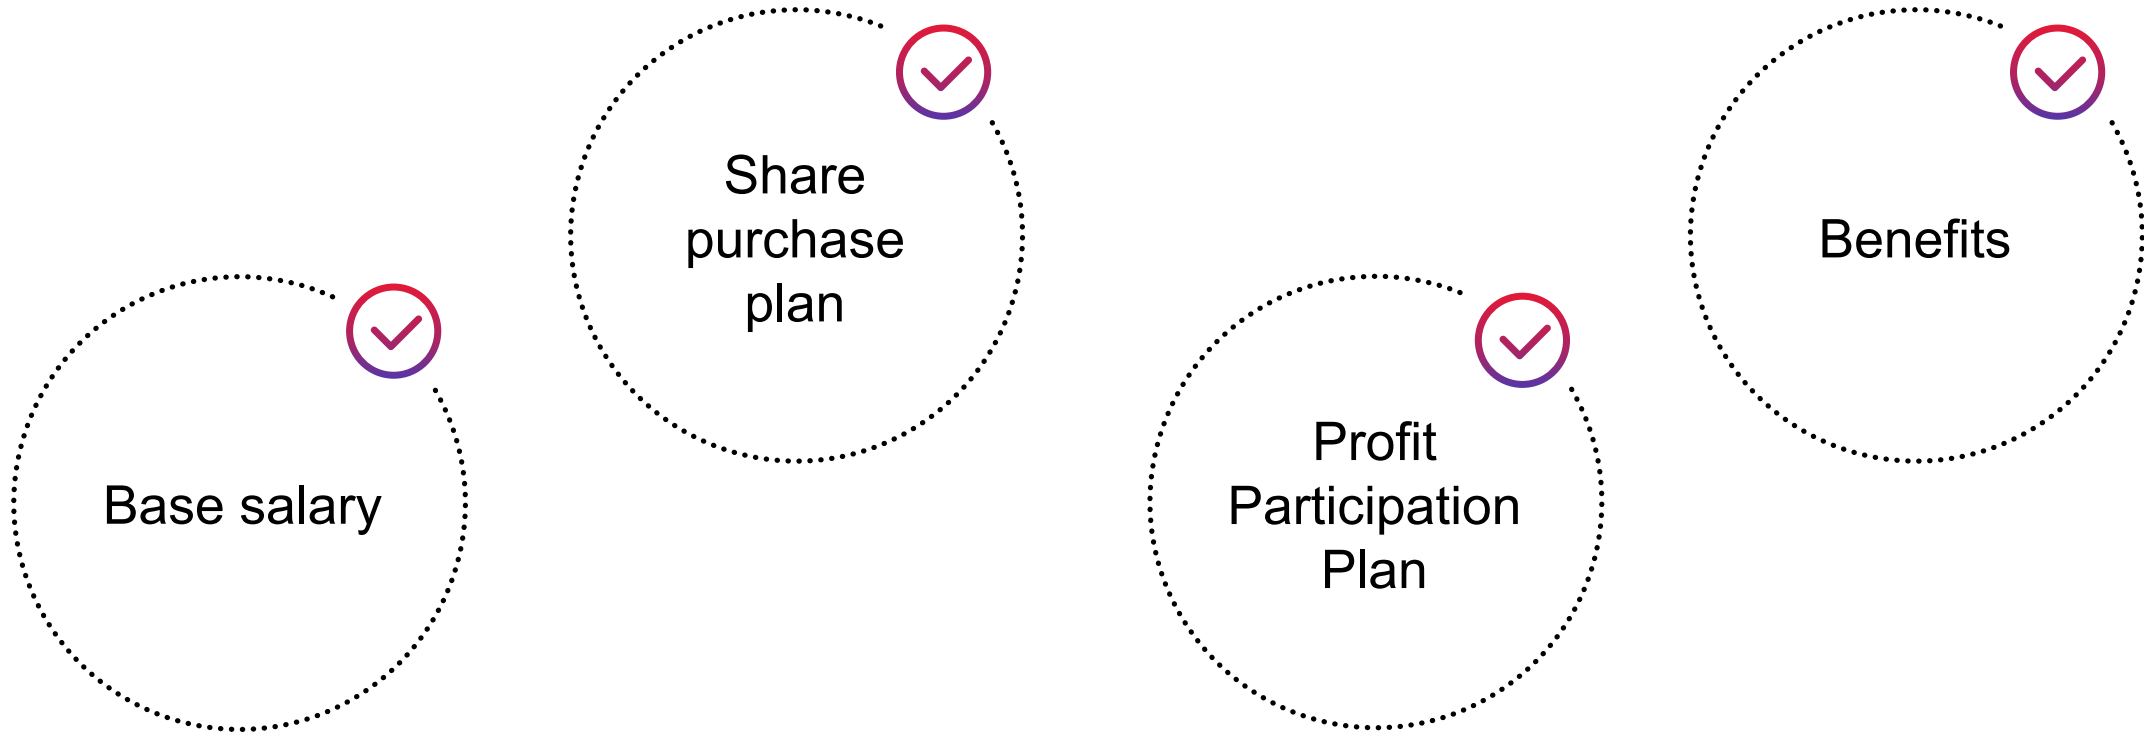 Base salary
Share
purchase
plan
Profit
Participation
Plan
Benefits